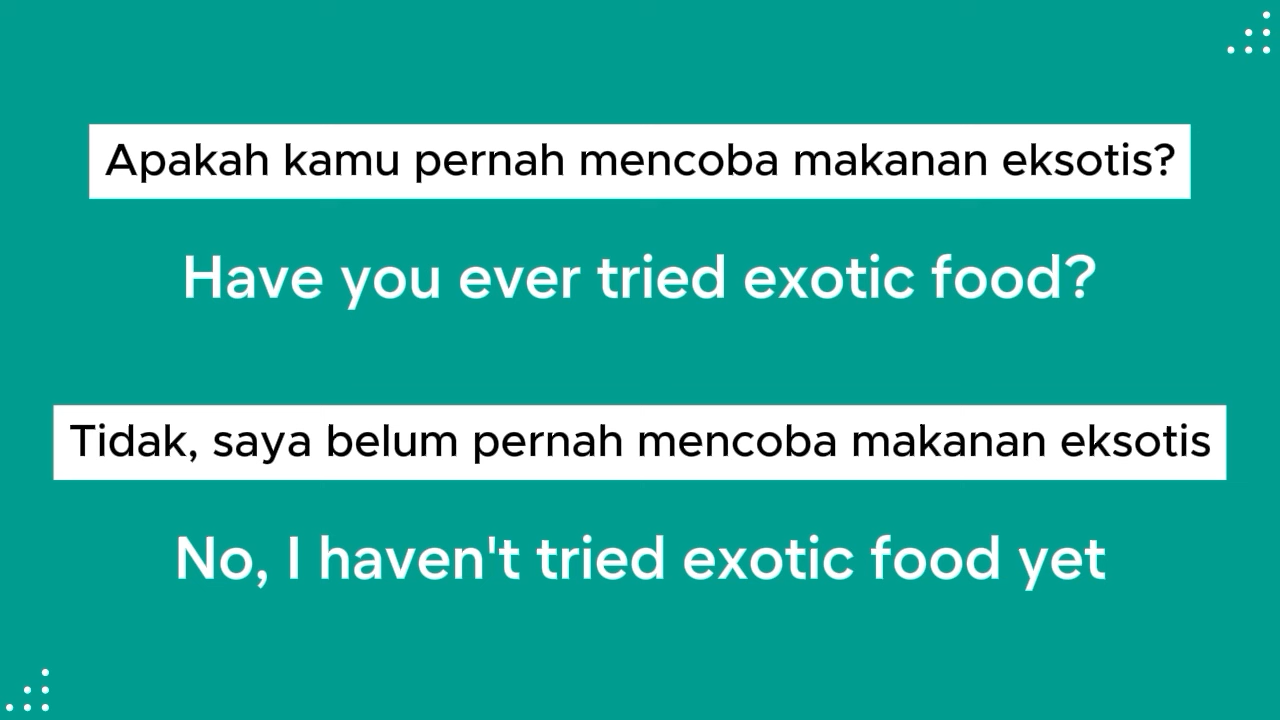 Apakah kamu pernah mencoba makanan eksotis?
Have you ever tried exotic food?
Tidak, saya belum pernah mencoba makanan eksotis
No, I haven't tried exotic food yet